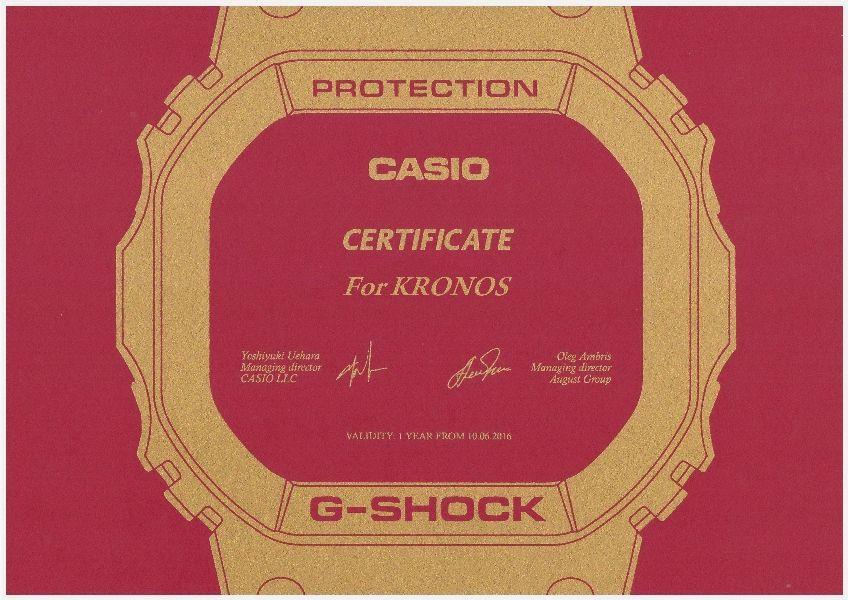 PROTECTION
CASIO
CERTIFICATE
For KRONOS
Yoshiyuki Uehara
Managing director
CASIO LLC
Oleg Ambris
Managing director
August Group
VALIDITY: 1 YEAR FROM 10.06.2016
G-SHOCK